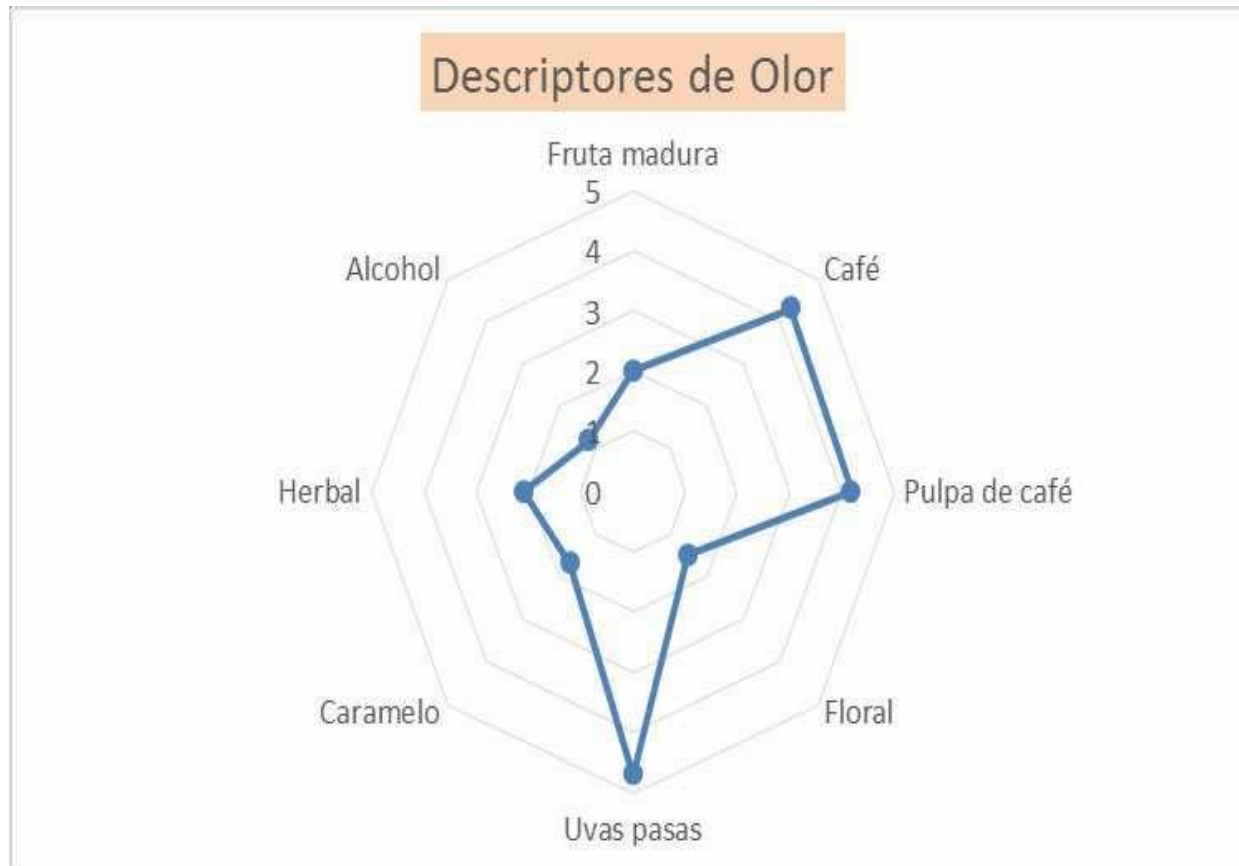 Descriptores de Olor
Fruta madura
5
Alcohol
4
Café
3
2
1
Herbal
0
Pulpa de café
Caramelo
Floral
Uvas pasas